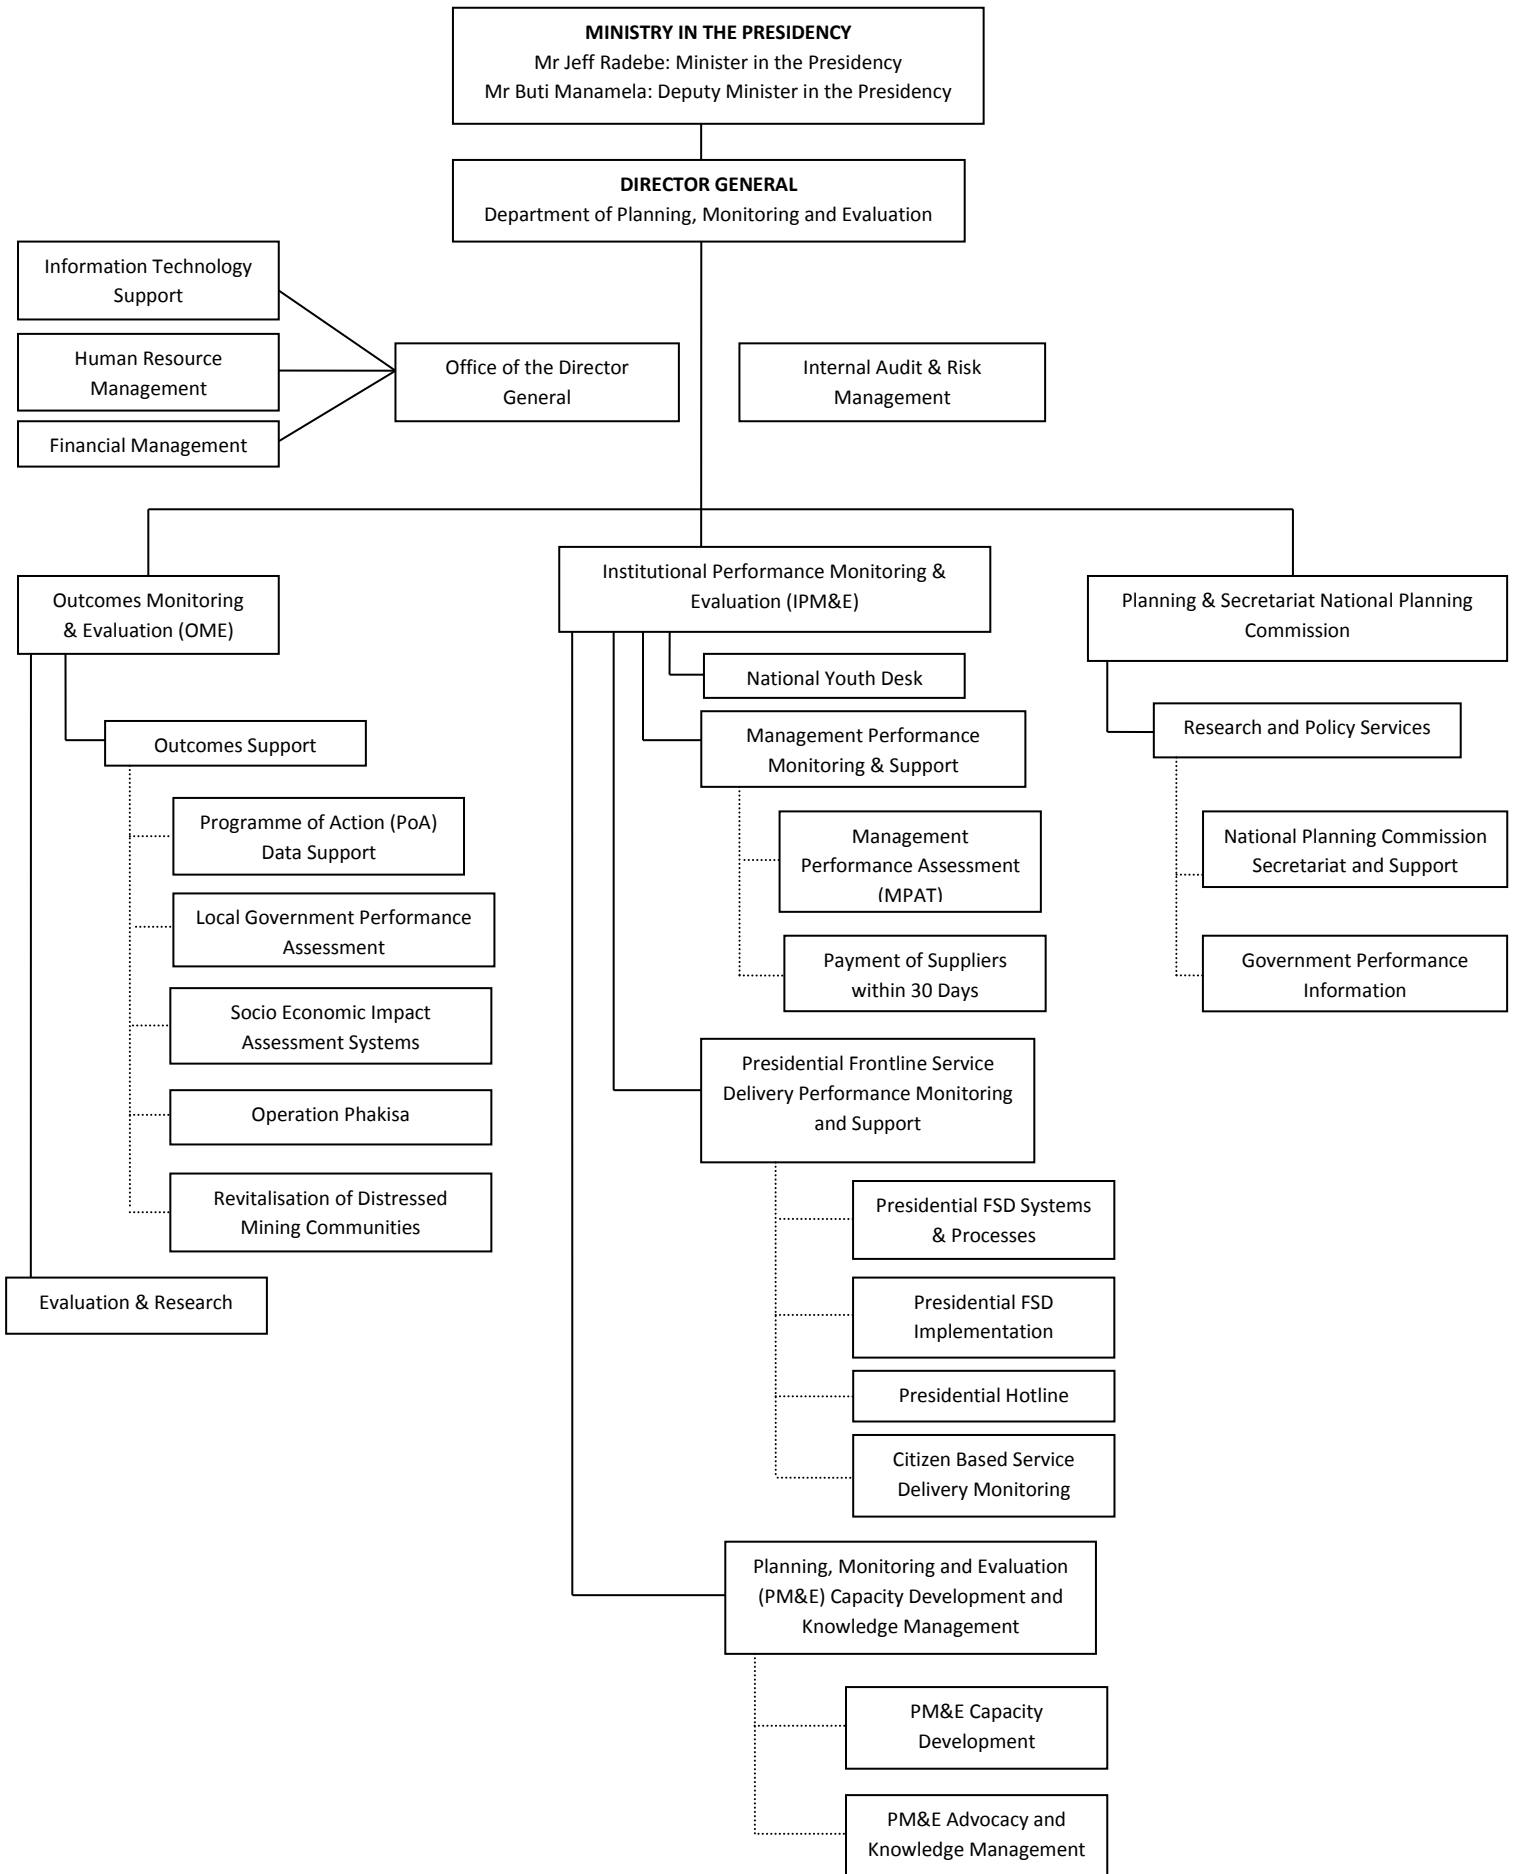 MINISTRY IN THE PRESIDENCY
Mr Jeff Radebe: Minister in the Presidency
Mr Buti Manamela: Deputy Minister in the Presidency
DIRECTOR GENERAL
Department of Planning, Monitoring and Evaluation
Information Technology
Support
Human Resource
Management
Financial Management
Office of the Director
General
Internal Audit & Risk
Management
Outcomes Monitoring
& Evaluation (OME)
Outcomes Support
Programme of Action (PoA)
Data Support
Local Government Performance
Assessment
Socio Economic Impact
Assessment Systems
Operation Phakisa
Revitalisation of Distressed
Mining Communities
Evaluation & Research
Institutional Performance Monitoring &
Evaluation (IPM&E)
National Youth Desk
Management Performance
Monitoring & Support
Management
Performance Assessment
(MPAT)
Payment of Suppliers
within 30 Days
Presidential Frontline Service
Delivery Performance Monitoring
and Support
Presidential FSD Systems
& Processes
Presidential FSD
Implementation
Presidential Hotline
Citizen Based Service
Delivery Monitoring
Planning, Monitoring and Evaluation
(PM&E) Capacity Development and
Knowledge Management
PM&E Capacity
Development
PM&E Advocacy and
Knowledge Management
Planning & Secretariat National Planning
Commission
Research and Policy Services
National Planning Commission
Secretariat and Support
Government Performance
Information